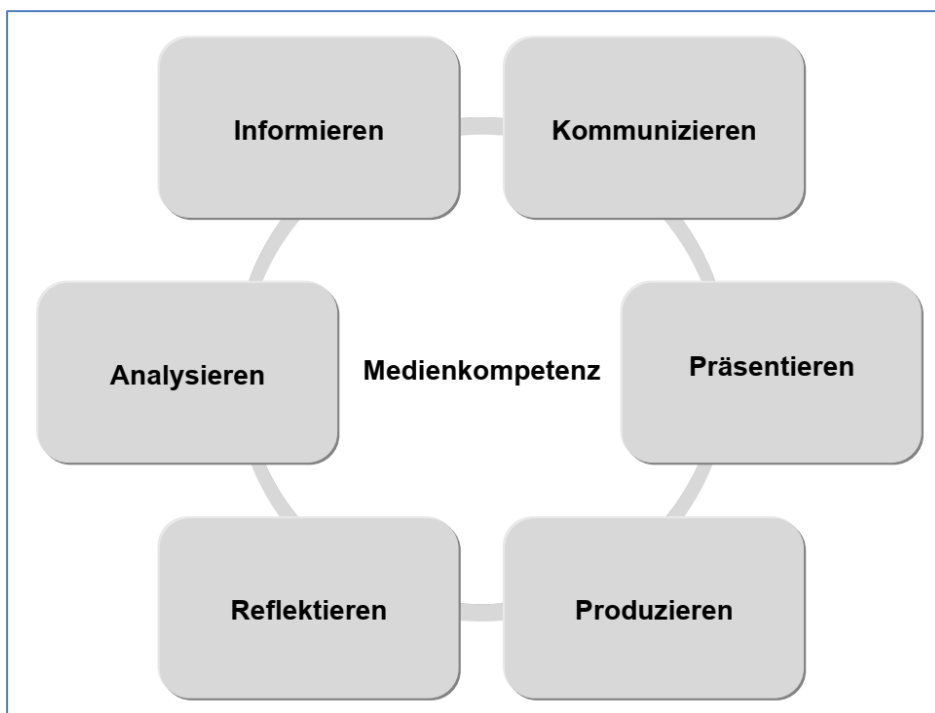 Informieren
Kommunizieren
Analysieren
Medienkompetenz
Präsentieren
Reflektieren
Produzieren